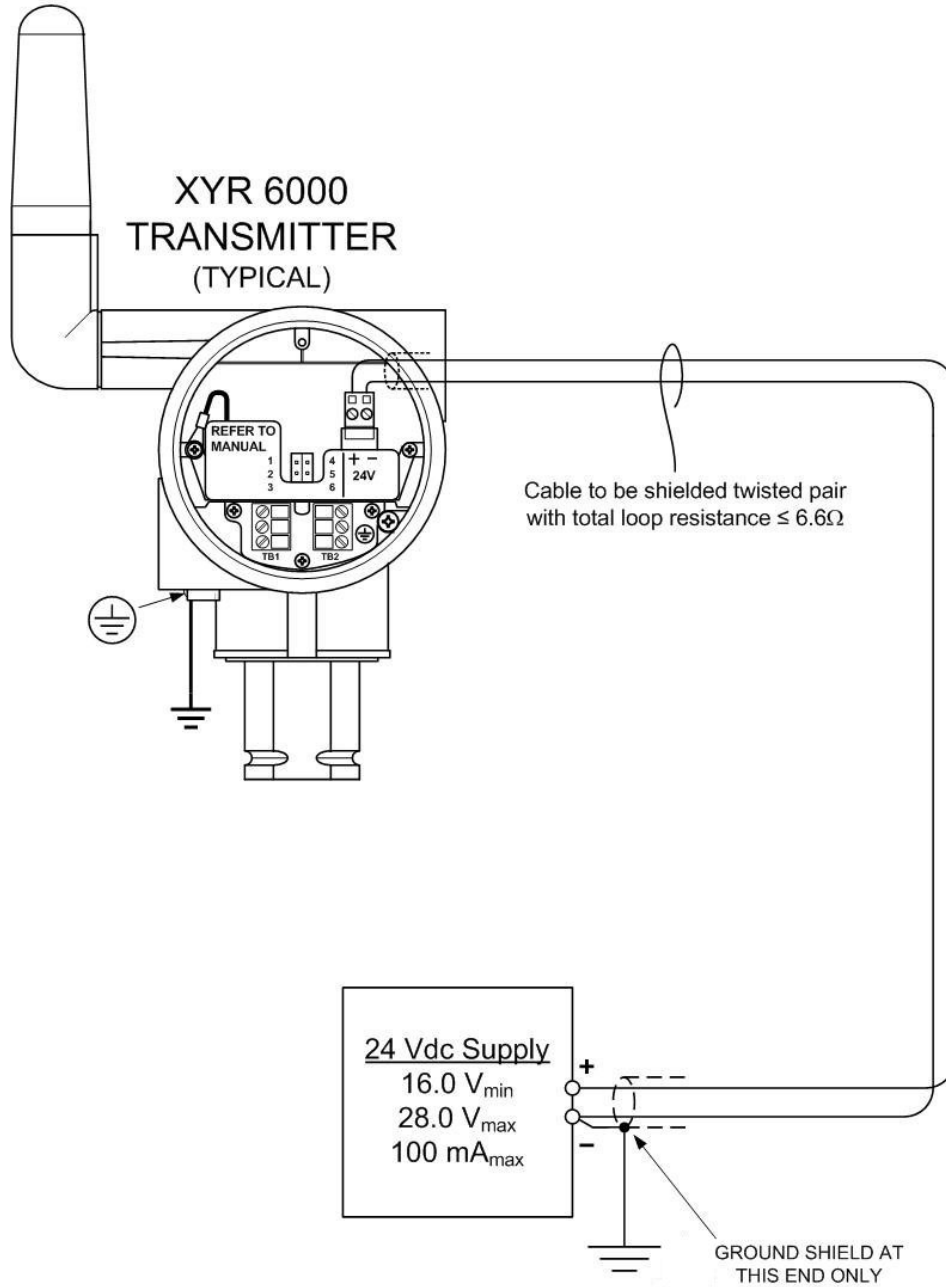 XYR 6000
TRANSMITTER
(TYPICAL)
REFER TO
MANUAL
1
2
3
4
5
6
+ -
24V
TB1
TB2
Cable to be shielded twisted pair
with total loop resistance ≤ 6.6Ω
24 Vdc Supply
16.0 Vmin
28.0 Vmax
100 mAmax
+
-
GROUND SHIELD AT
THIS END ONLY